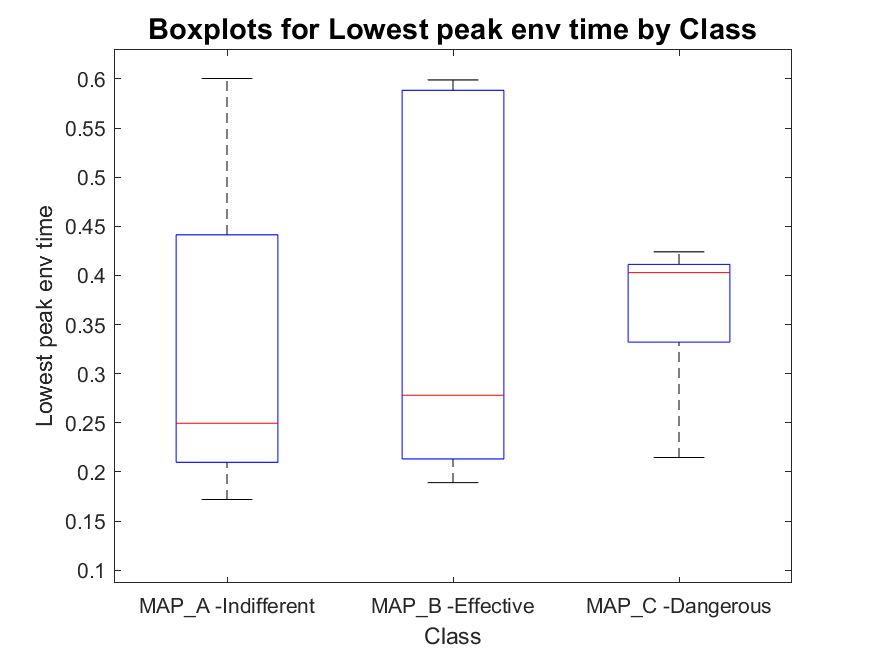 Boxplots for Lowest peak env time by Class
Lowest peak env time
0.6
0.55
0.5
0.45
0.4
0.35
0.3
0.25
0.2
0.15
0.1
MAP_A -Indifferent
MAP_B -Effective
MAP_C -Dangerous
Class